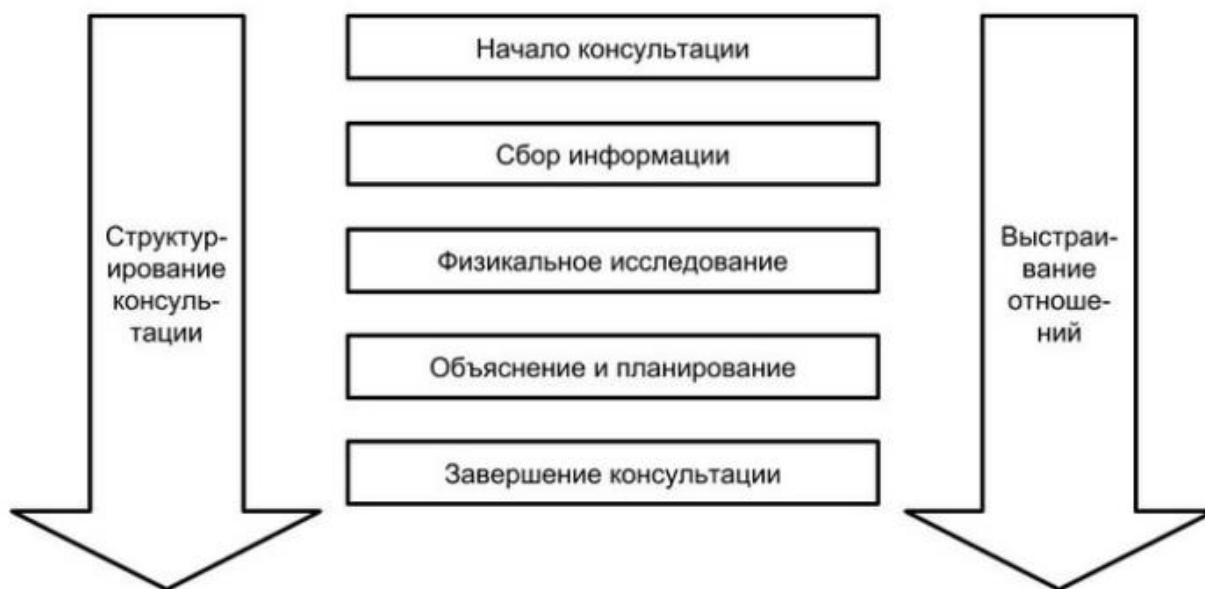 Начало консультации
Сбор информации
Физикальное исследование
Объяснение и планирование
Завершение консультации
Структур-
ирование
консуль-
тации
Выстраи-
вание
отноше-
ний